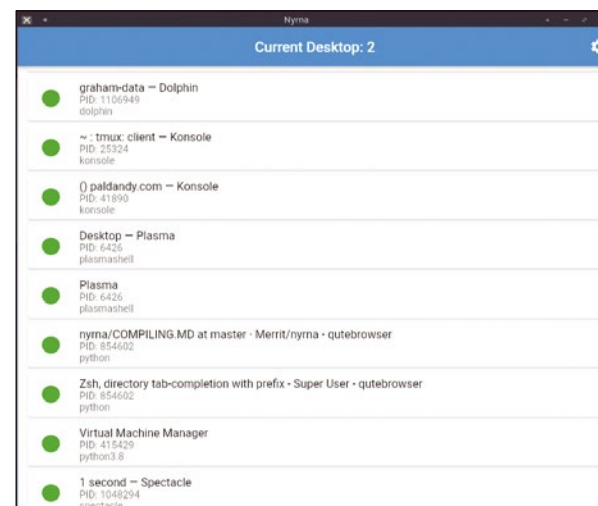 Nyrna
Current Desktop: 2
graham-data — Dolphin
PID: 1106949
dolphin
~ : tmux: client — Konsole
PID: 25324
konsole
() paldandy.com — Konsole
PID: 41890
konsole
Desktop — Plasma
PID: 6426
plasmashell
Plasma
PID: 6426
plasmashell
nyrna/COMPILING.MD at master · Merrit/nyrna - qutebrowser
PID: 854602
python
Zsh, directory tab-completion with prefix - Super User - qutebrowser
PID: 854602
python
Virtual Machine Manager
PID: 415429
python3.8
1 second — Spectacle
PID: 1048294
spectacle